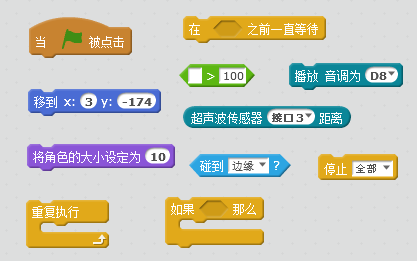 当 被点击
在 之前一直等待
> 100
播放 音调为 D8
移到 x: 3 y: -174
超声波传感器 接口3 距离
将角色的大小设定为 10
碰到 边缘 ?
停止 全部
重复执行
如果 那么